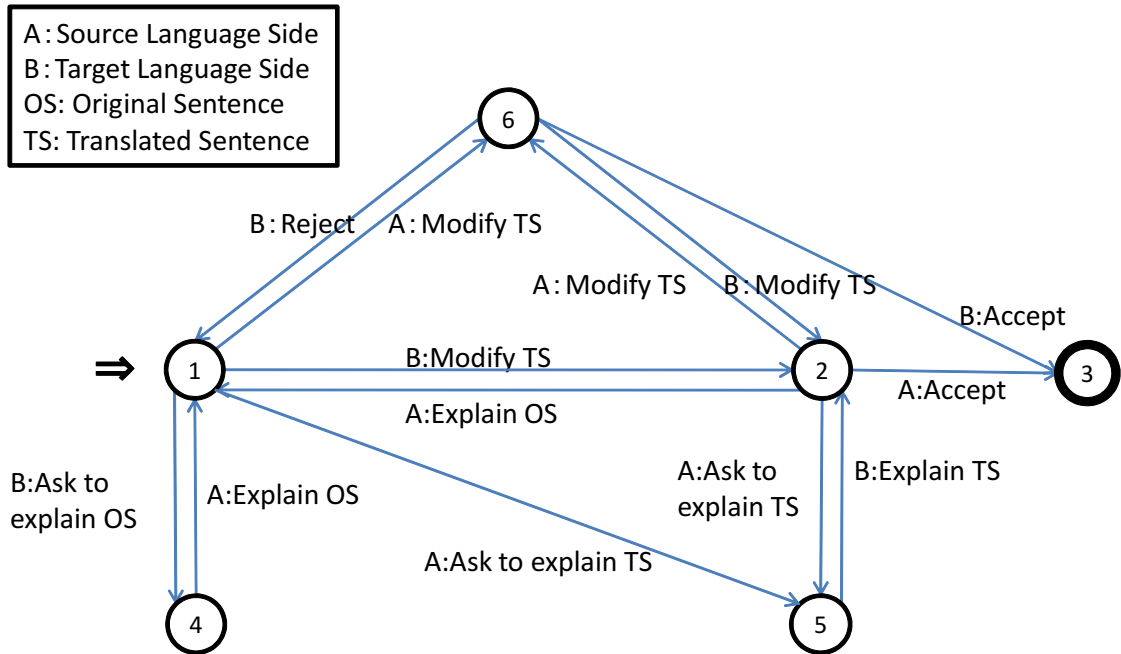 A:Source Language Side
B:Target Language Side
OS: Original Sentence
TS: Translated Sentence
6
B:Reject
A:Modify TS
A:Modify TS
B:Modify TS
B:Accept
⇒
1
B:Modify TS
2
3
A:Accept
A:Explain OS
B:Ask to
explain OS
A:Explain OS
A:Ask to
explain TS
B:Explain TS
A:Ask to explain TS
4
5